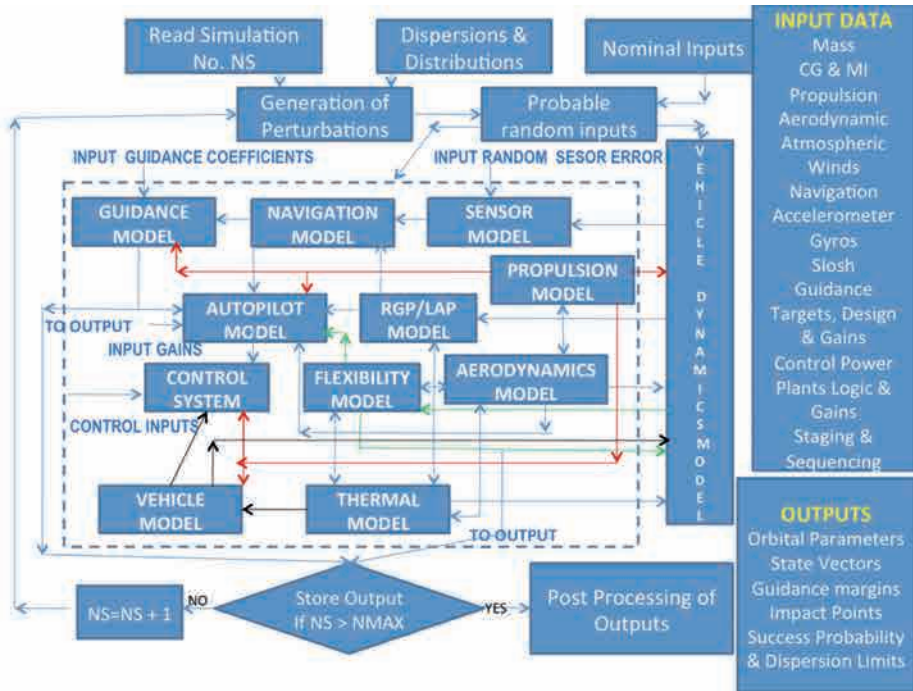 Read Simulation
No. NS
Dispersions &
Distributions
Nominal Inputs
Generation of
Perturbations
Probable
random inputs
INPUT GUIDANCE COEFFICIENTS
INPUT RANDOM SESOR ERROR
GUIDANCE
MODEL
NAVIGATION
MODEL
SENSOR
MODEL
PROPULSION
MODEL
AUTOPILOT
MODEL
RGP/LAP
MODEL
TO OUTPUT
INPUT GAINS
CONTROL
SYSTEM
FLEXIBILITY
MODEL
AERODYNAMICS
MODEL
CONTROL INPUTS
VEHICLE
MODEL
THERMAL
MODEL
TO OUTPUT
VEHICLE DYNAMICSMODEL
NS=NS + 1
NO
Store Output
If NS > NMAX
YES
Post Processing of
Outputs
INPUT DATA
Mass
CG & MI
Propulsion
Aerodynamic
Atmospheric
Winds
Navigation
Accelerometer
Gyros
Slosh
Guidance
Targets, Design
& Gains
Control Power
Plants Logic &
Gains
Staging &
Sequencing
OUTPUTS
Orbital Parameters
State Vectors
Guidance margins
Impact Points
Success Probability
& Dispersion Limits